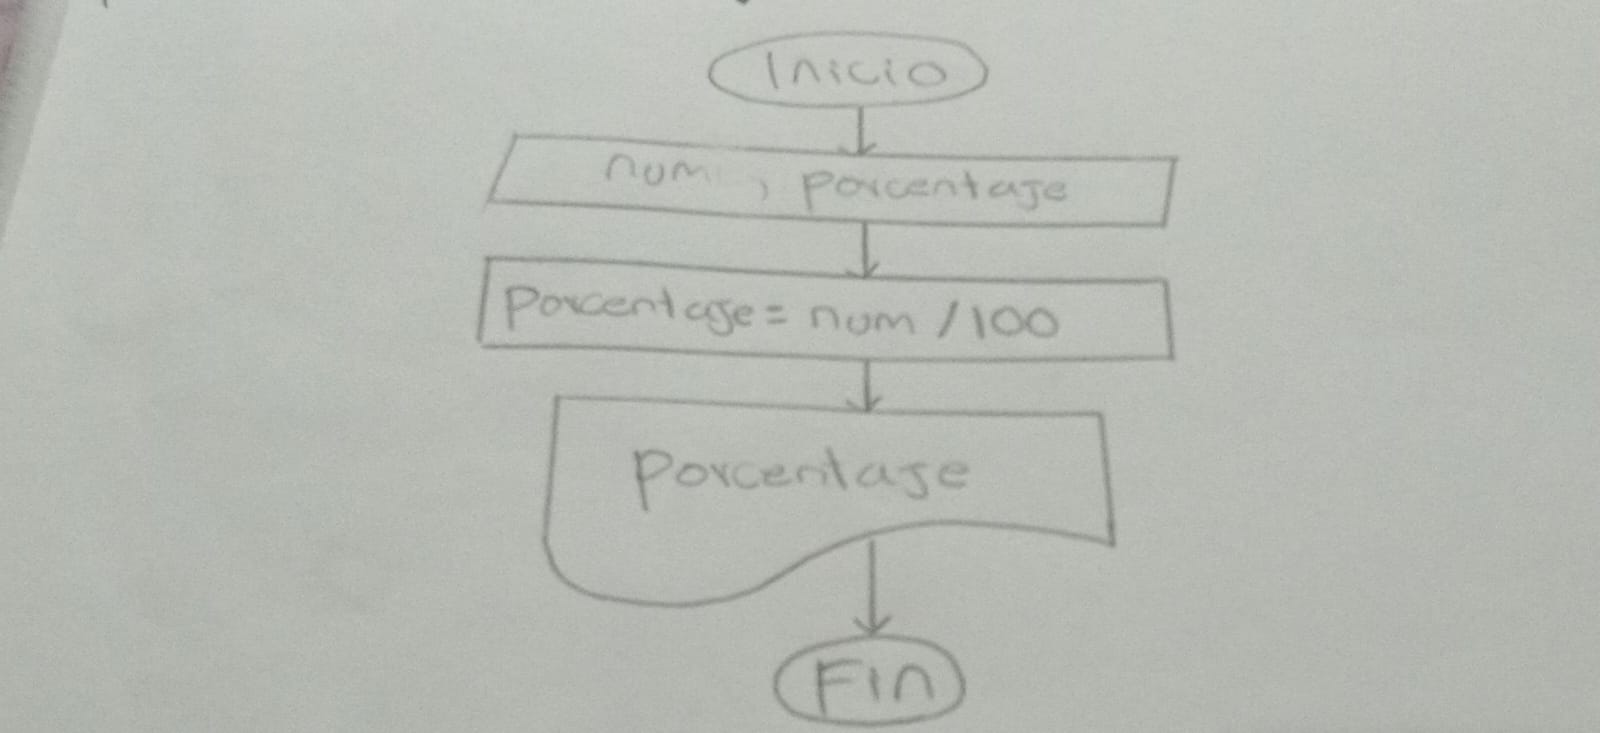 Inicio
num , porcentaje
porcentaje = num / 100
porcentaje
Fin